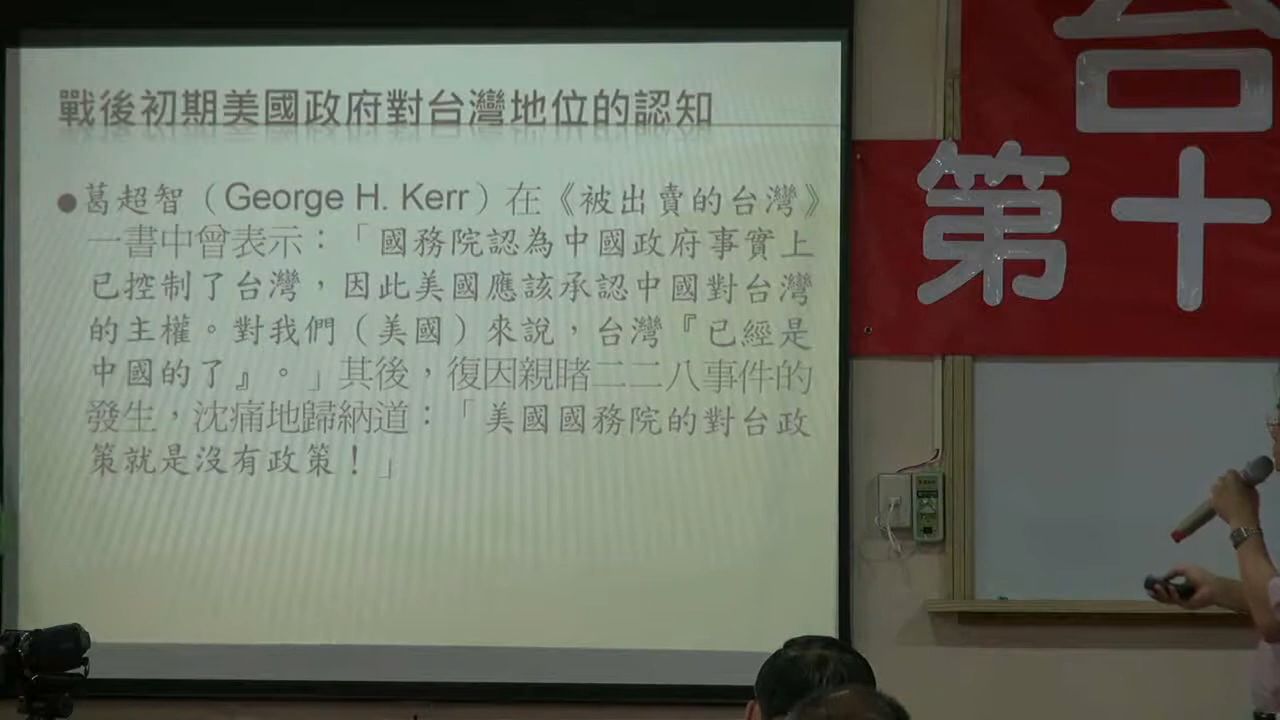 戰後初期美國政府對台灣地位的認知
●葛超智（George H. Kerr）在《被出賣的台灣》
一書中曾表示：「國務院認為中國政府事實上
已控制了台灣，因此美國應該承認中國對台灣
的主權。對我們（美國）來說，台灣『已經是
中國的了』。」其後，復因親睹二二八事件的
發生，沈痛地歸納道：「美國國務院的對台政
策就是沒有政策！」
台
第十